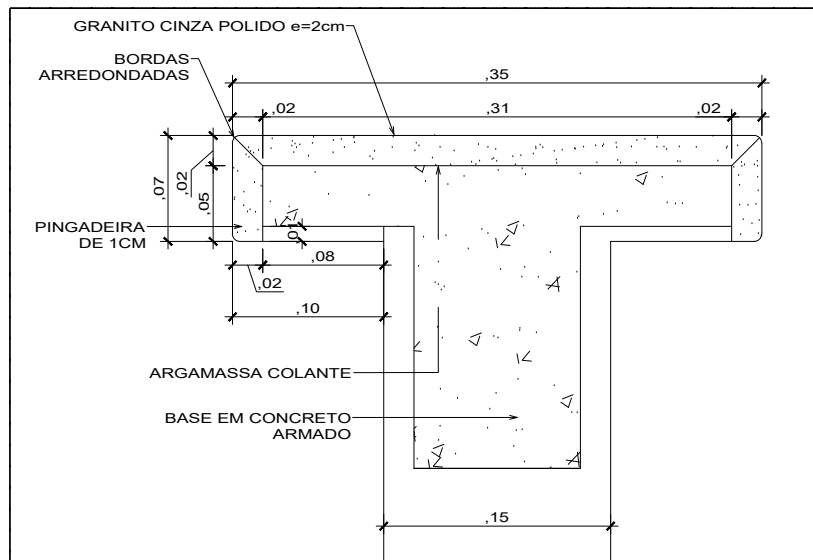 GRANITO CINZA POLIDO e=2cm
BORDAS
ARREDONDADAS
,35
,02
,31
,02
,07
,02
,05
PINGADEIRA
DE 1CM
,01
,08
,02
,10
ARGAMASSA COLANTE
BASE EM CONCRETO
ARMADO
,15